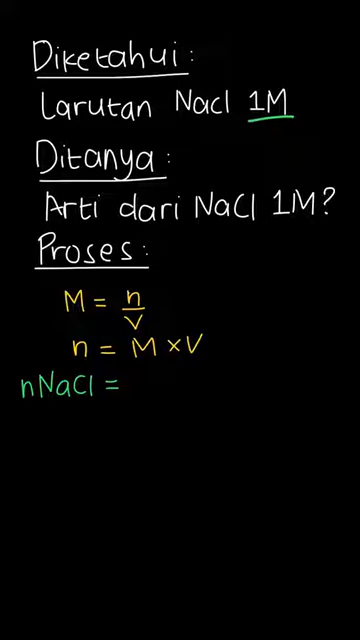 Diketahui:
Larutan Nacl 1M
Ditanya:
Arti dari NaCl 1M?
Proses:
M = n/V
n = M × V
nNaCl =